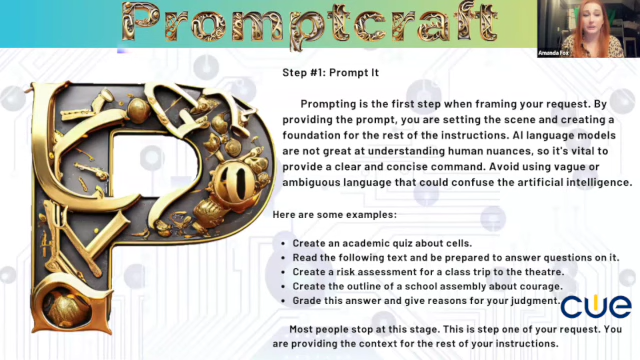 Promptcraft
Amanda Fox
Step #1: Prompt It
Prompting is the first step when framing your request. By
providing the prompt, you are setting the scene and creating a
foundation for the rest of the instructions. AI language models
are not great at understanding human nuances, so it's vital to
provide a clear and concise command. Avoid using vague or
ambiguous language that could confuse the artificial intelligence.
P
Here are some examples:
• Create an academic quiz about cells.
• Read the following text and be prepared to answer questions on it.
• Create a risk assessment for a class trip to the theatre.
• Create the outline of a school assembly about courage.
• Grade this answer and give reasons for your judgment.
cue
Most people stop at this stage. This is step one of your request. You
are providing the context for the rest of your instructions.